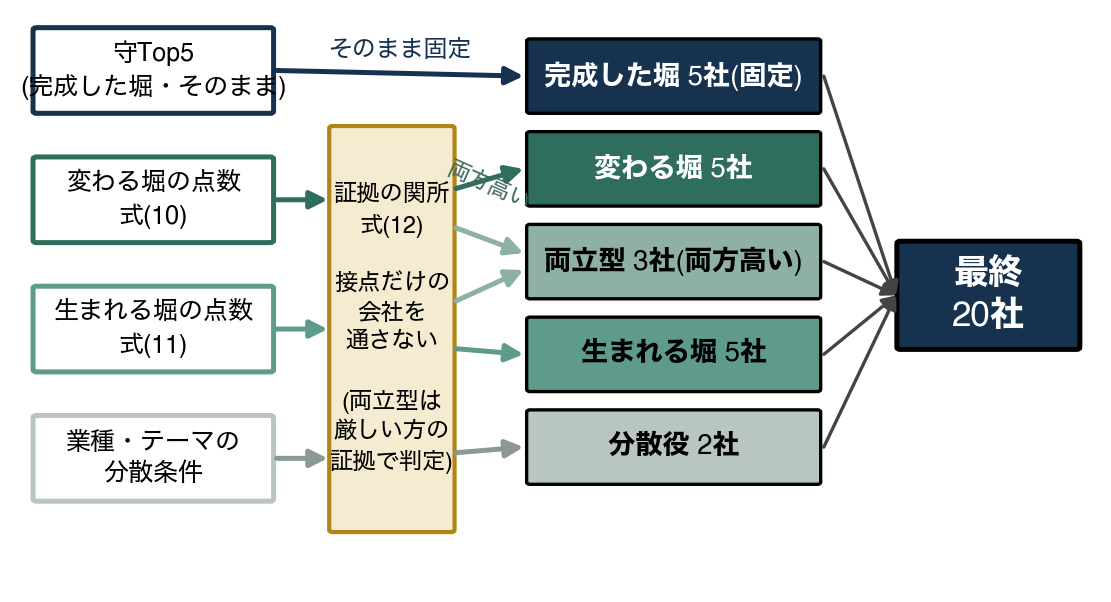 守Top5
(完成した堀・そのまま)
そのまま固定
完成した堀 5社(固定)
変わる堀の点数
式(10)
生まれる堀の点数
式(11)
業種・テーマの
分散条件
証拠の関所
式(12)
接点だけの
会社を
通さない
(両立型は
厳しい方の
証拠で判定)
両方高い
変わる堀 5社
両立型 3社(両方高い)
生まれる堀 5社
分散役 2社
最終
20社